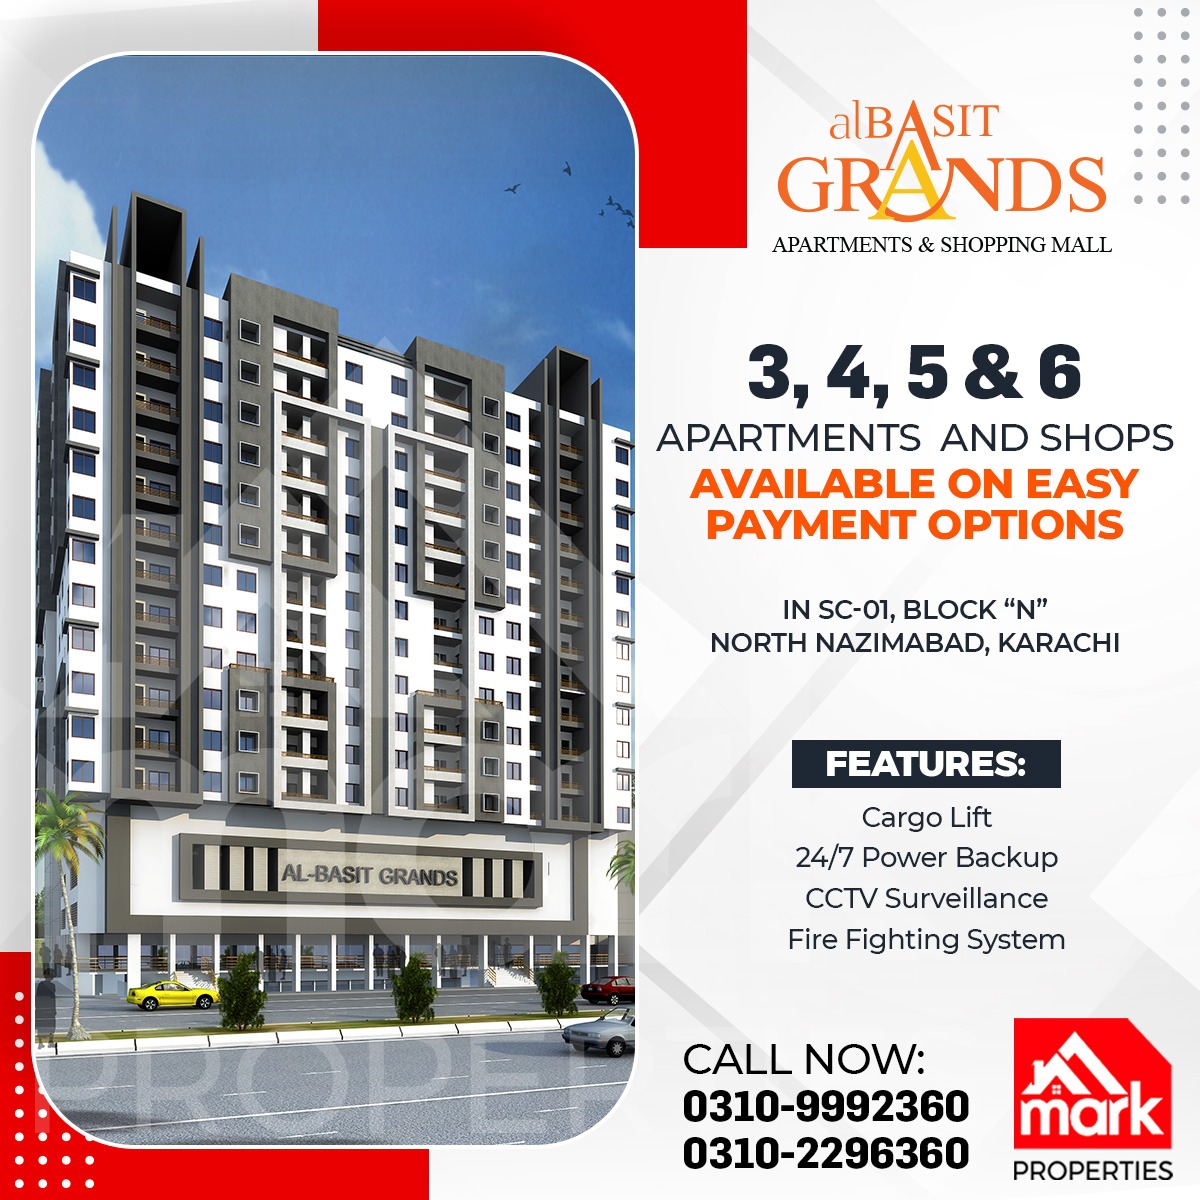 alBASIT
GRANDS
APARTMENTS & SHOPPING MALL
3, 4, 5 & 6
APARTMENTS AND SHOPS
AVAILABLE ON EASY
PAYMENT OPTIONS
IN SC-01, BLOCK “N”
NORTH NAZIMABAD, KARACHI
FEATURES:
Cargo Lift
24/7 Power Backup
CCTV Surveillance
Fire Fighting System
AL-BASIT GRANDS
CALL NOW:
0310-9992360
0310-2296360
mark
PROPERTIES
mark
PROPERTIES